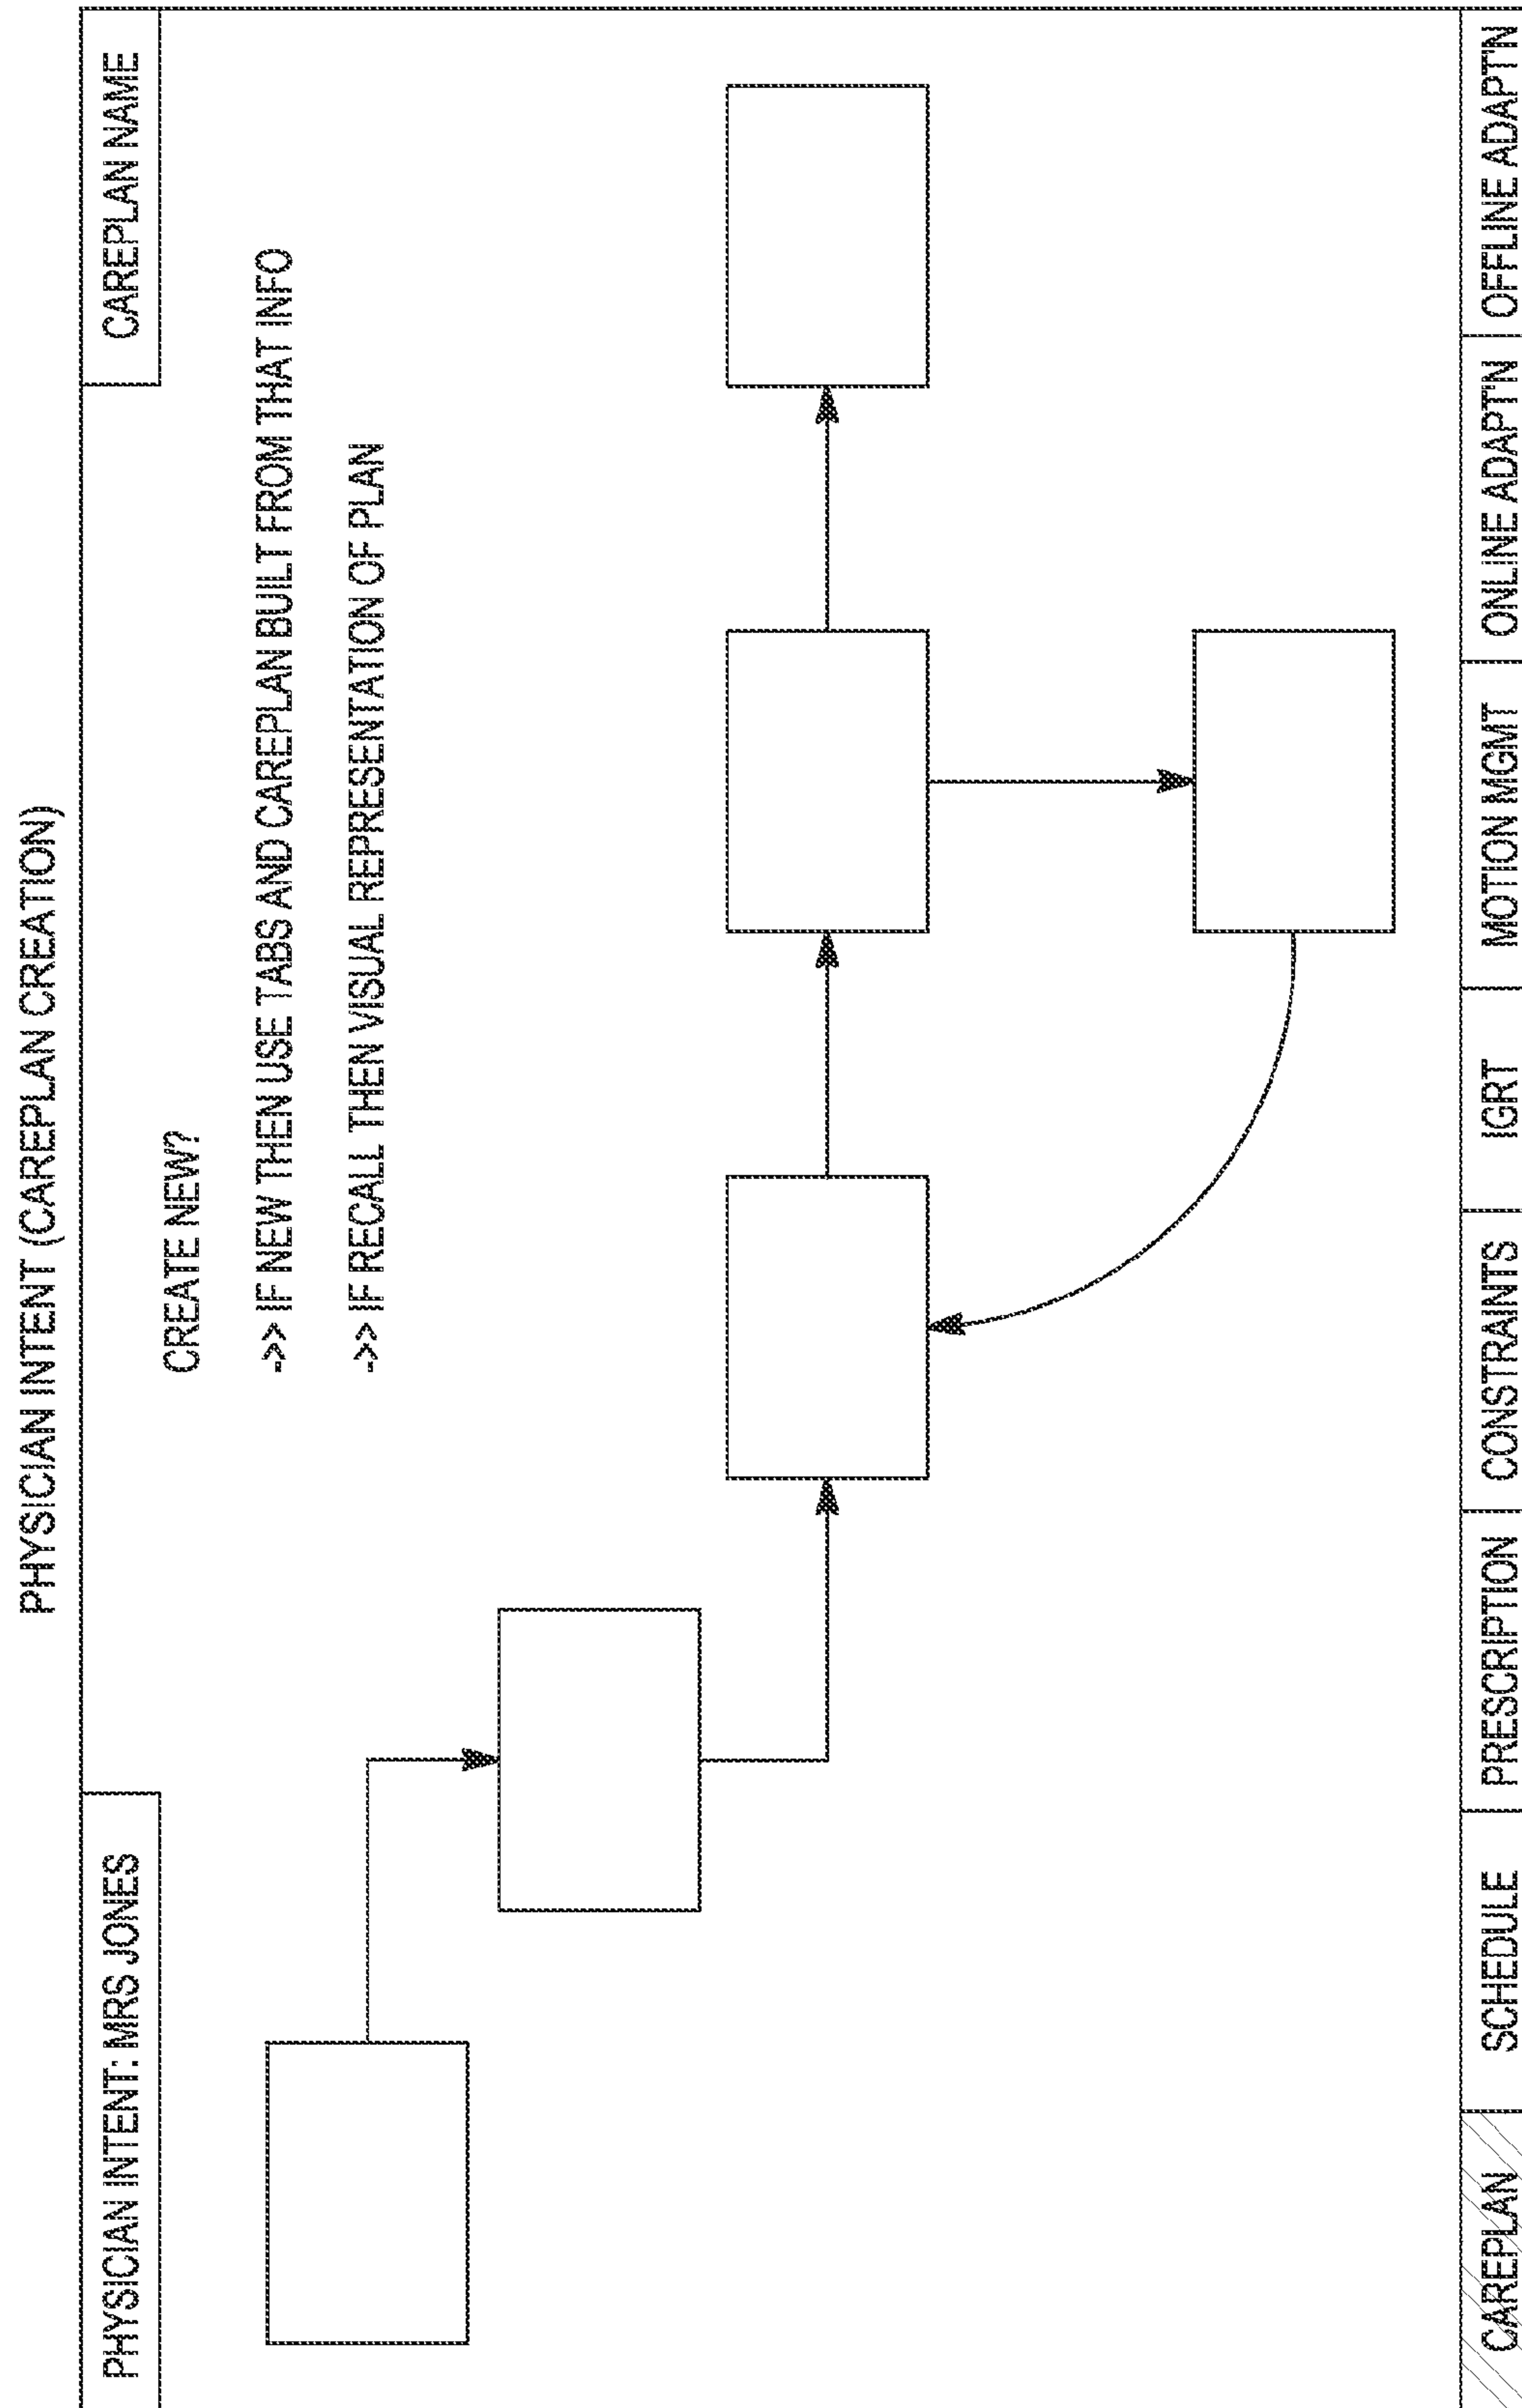 PHYSICIAN INTENT (CAREPLAN CREATION)
PHYSICIAN INTENT: MRS JONES
CAREPLAN NAME
CREATE NEW?
->> IF NEW THEN USE TABS AND CAREPLAN BUILT FROM THAT INFO
->> IF RECALL THEN VISUAL REPRESENTATION OF PLAN
CAREPLAN
SCHEDULE
PRESCRIPTION
CONSTRAINTS
IGRT
MOTION MGMT
ONLINE ADAPT'N
OFFLINE ADAPT'N